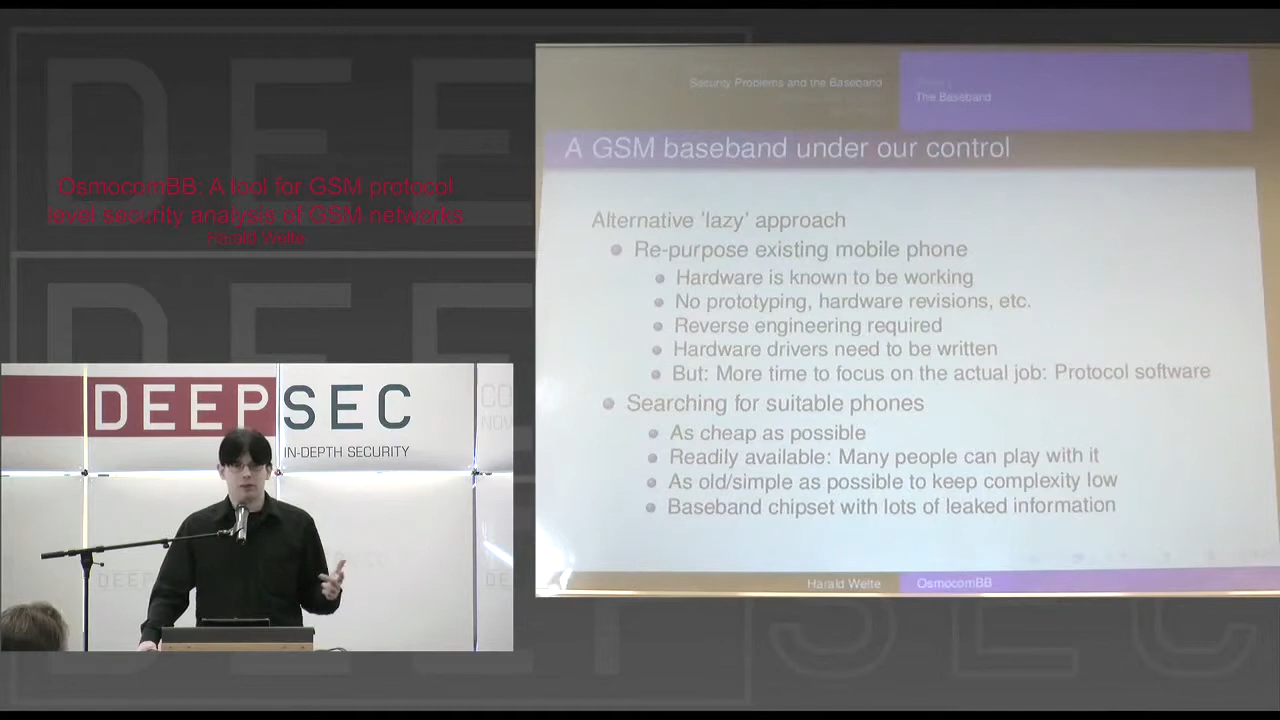 OsmocomBB: A tool for GSM protocol
level security analysis of GSM networks
Harald Welte
DEEPSEC
IN-DEPTH SECURITY
DEEP
Security Problems and the Baseband
The Baseband
A GSM baseband under our control
Alternative 'lazy' approach
Re-purpose existing mobile phone
Hardware is known to be working
No prototyping, hardware revisions, etc.
Reverse engineering required
Hardware drivers need to be written
But: More time to focus on the actual job: Protocol software
Searching for suitable phones
As cheap as possible
Readily available: Many people can play with it
As old/simple as possible to keep complexity low
Baseband chipset with lots of leaked information
Harald Welte
OsmocomBB